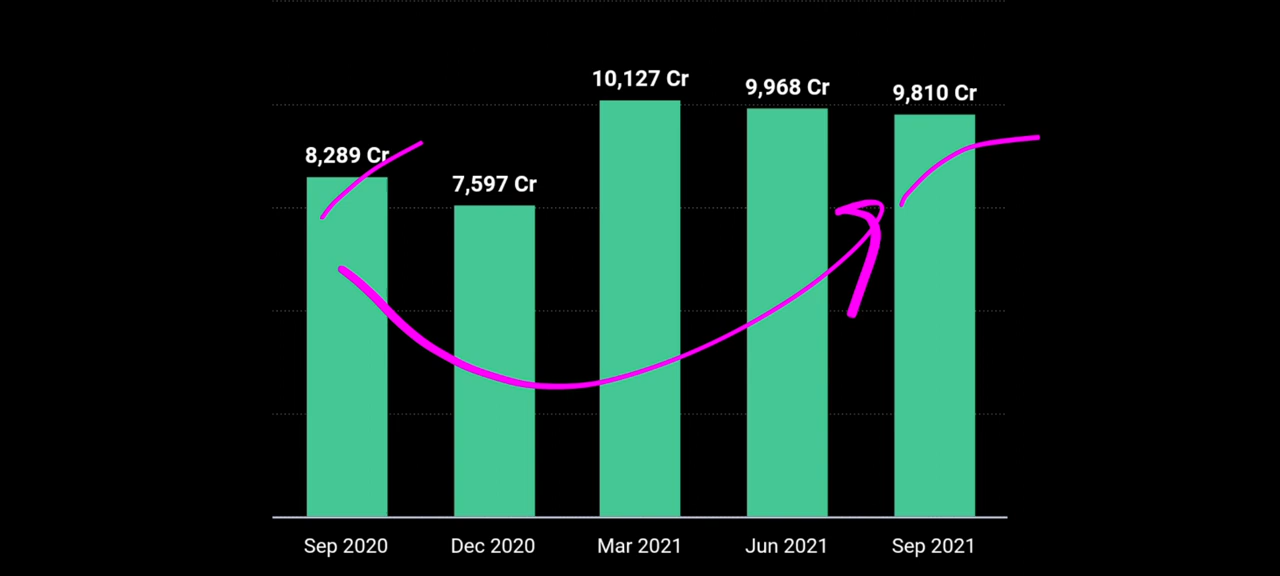 10,127 Cr
9,968 Cr
9,810 Cr
8,289 Cr
7,597 Cr
Sep 2020 Dec 2020 Mar 2021 Jun 2021 Sep 2021